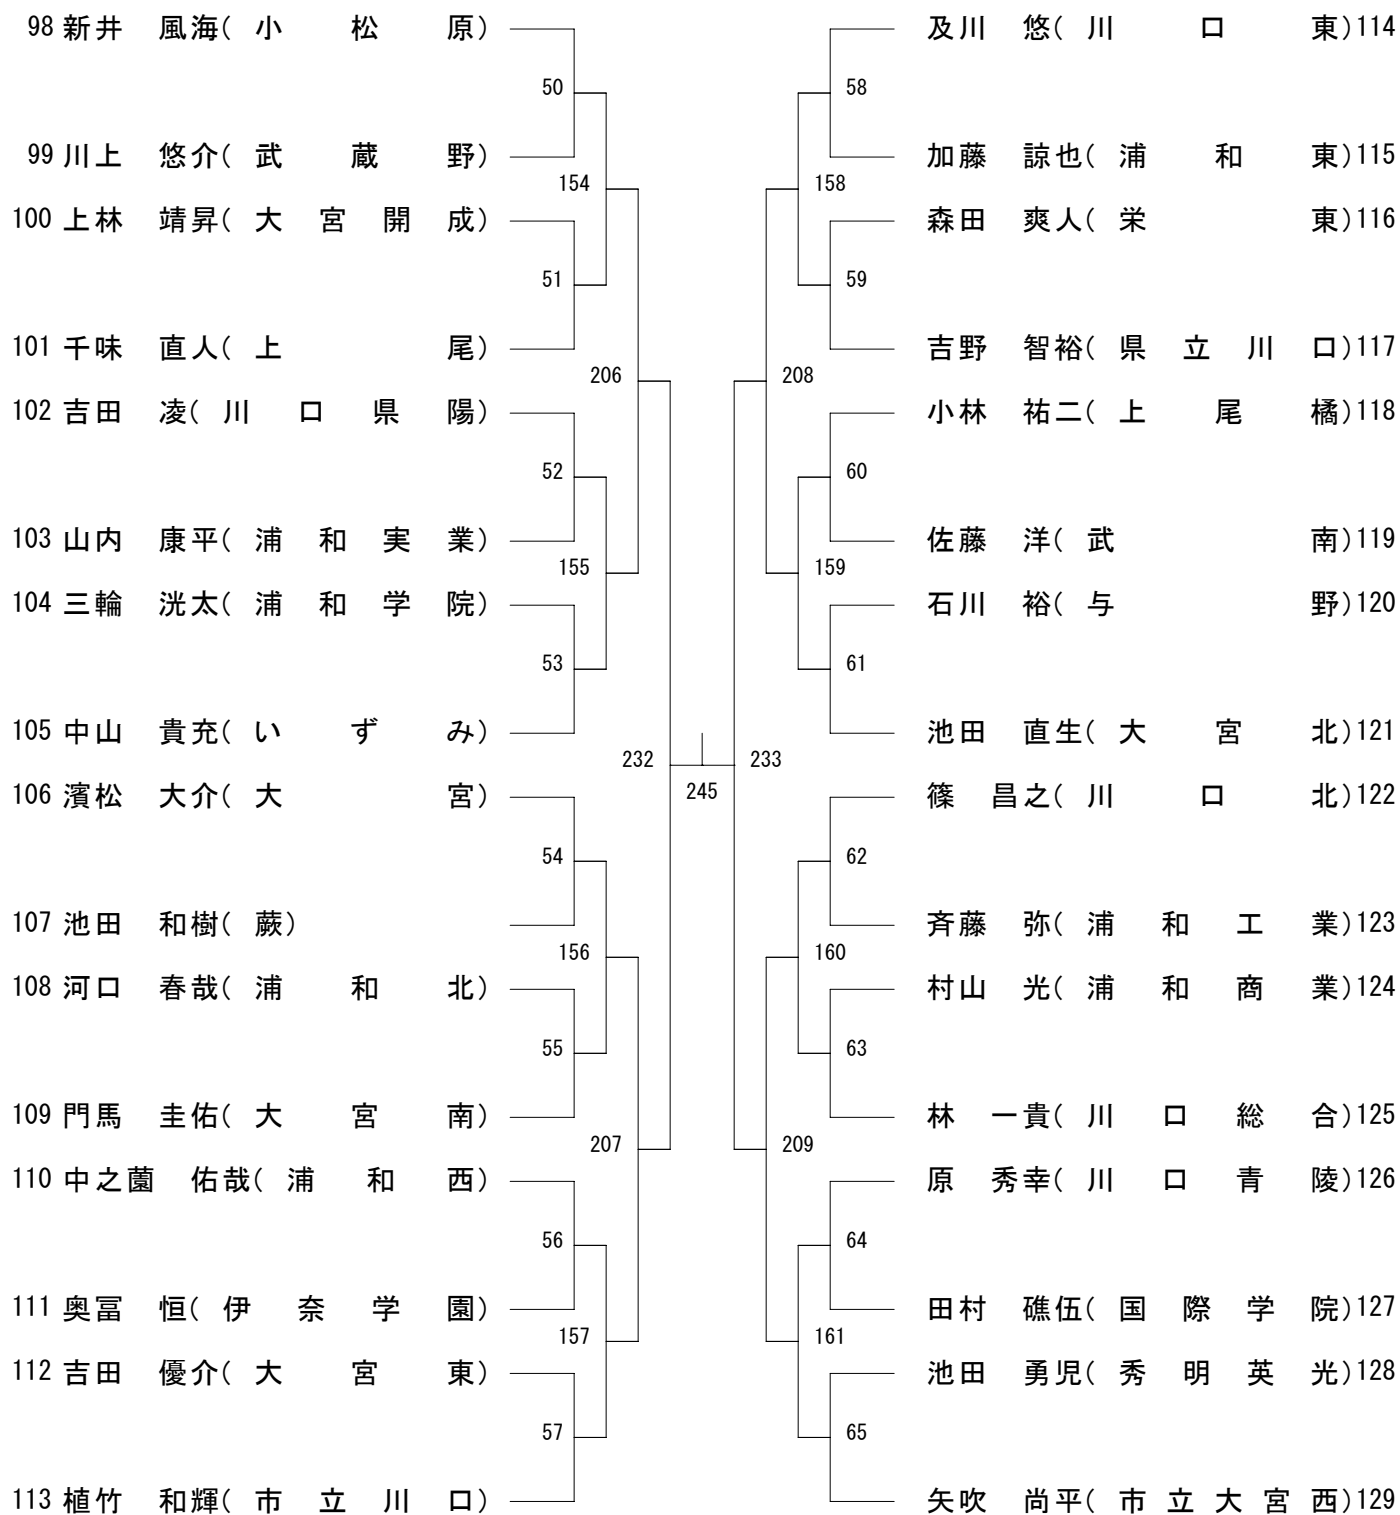 98 新井 風海(小松原) 及川 悠(川口東)114
50 58
99 川上 悠介(武蔵野) 加藤 諒也(浦和東)115
154 158
100 上林 靖昇(大宮開成) 森田 爽人(栄東)116
51 59
101 千味 直人(上尾) 吉野 智裕(県立川口)117
206 208
102 吉田 凌(川口県陽) 小林 祐二(上尾橘)118
52 60
103 山内 康平(浦和実業) 佐藤 洋(武南)119
155 159
104 三輪 洸太(浦和学院) 石川 裕(与野)120
53 61
105 中山 貴充(いずみ) 池田 直生(大宮北)121
232 233
245
106 濱松 大介(大宮) 篠 昌之(川口北)122
54 62
107 池田 和樹(蕨) 斉藤 弥(浦和工業)123
156 160
108 河口 春哉(浦和北) 村山 光(浦和商業)124
55 63
109 門馬 圭佑(大宮南) 林 一貴(川口総合)125
207 209
110 中之薗 佑哉(浦和西) 原 秀幸(川口青陵)126
56 64
111 奥冨 恒(伊奈学園) 田村 礁伍(国際学院)127
157 161
112 吉田 優介(大宮東) 池田 勇児(秀明英光)128
57 65
113 植竹 和輝(市立川口) 矢吹 尚平(市立大宮西)129